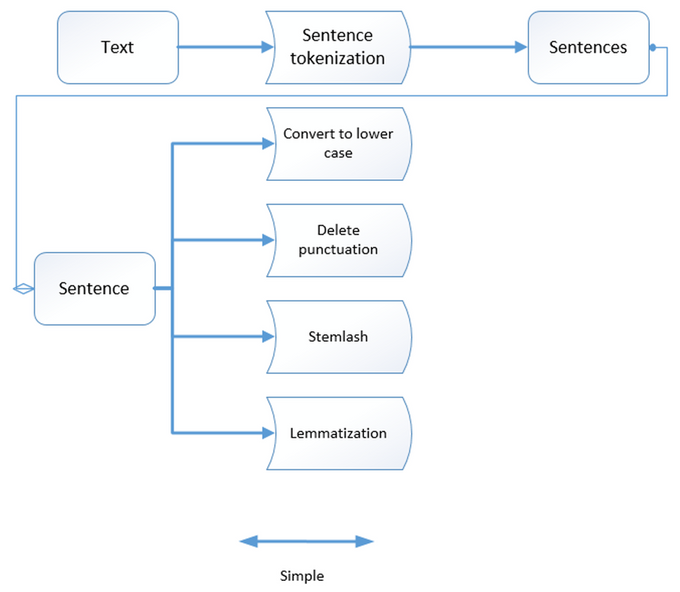 Text
Sentence
tokenization
Sentences
Convert to lower
case
Delete
punctuation
Sentence
Stemlash
Lemmatization
Simple